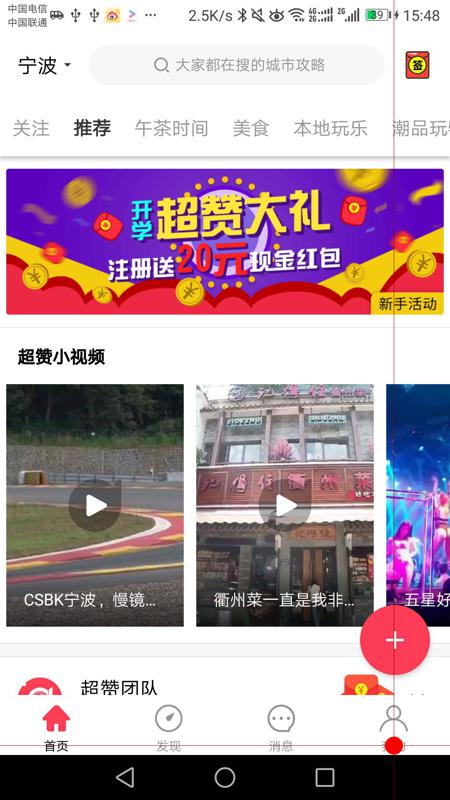 中国电信
中国联通
2.5K/s
4G
2G
39
15:48
宁波
大家都在搜的城市攻略
签
关注 推荐 午茶时间 美食 本地玩乐 潮品玩
开学
超赞大礼
注册送20元现金红包
新手活动
超赞小视频
CSBK宁波，慢镜…
衢州菜一直是我非…
五星好
超赞团队
首页
发现
消息